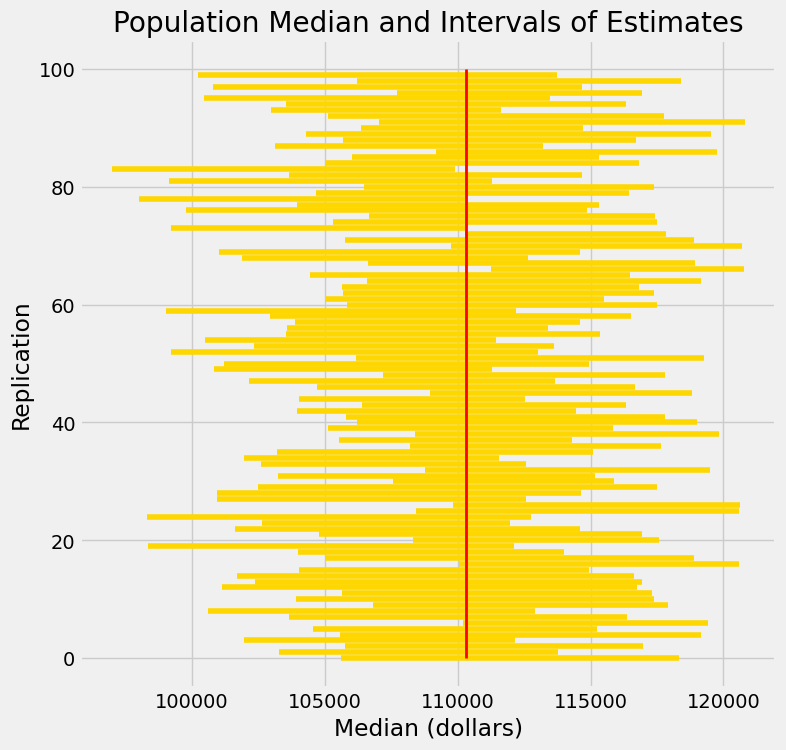 Population Median and Intervals of Estimates
100
80
60
40
20
0
Replication
100000 105000 110000 115000 120000
Median (dollars)